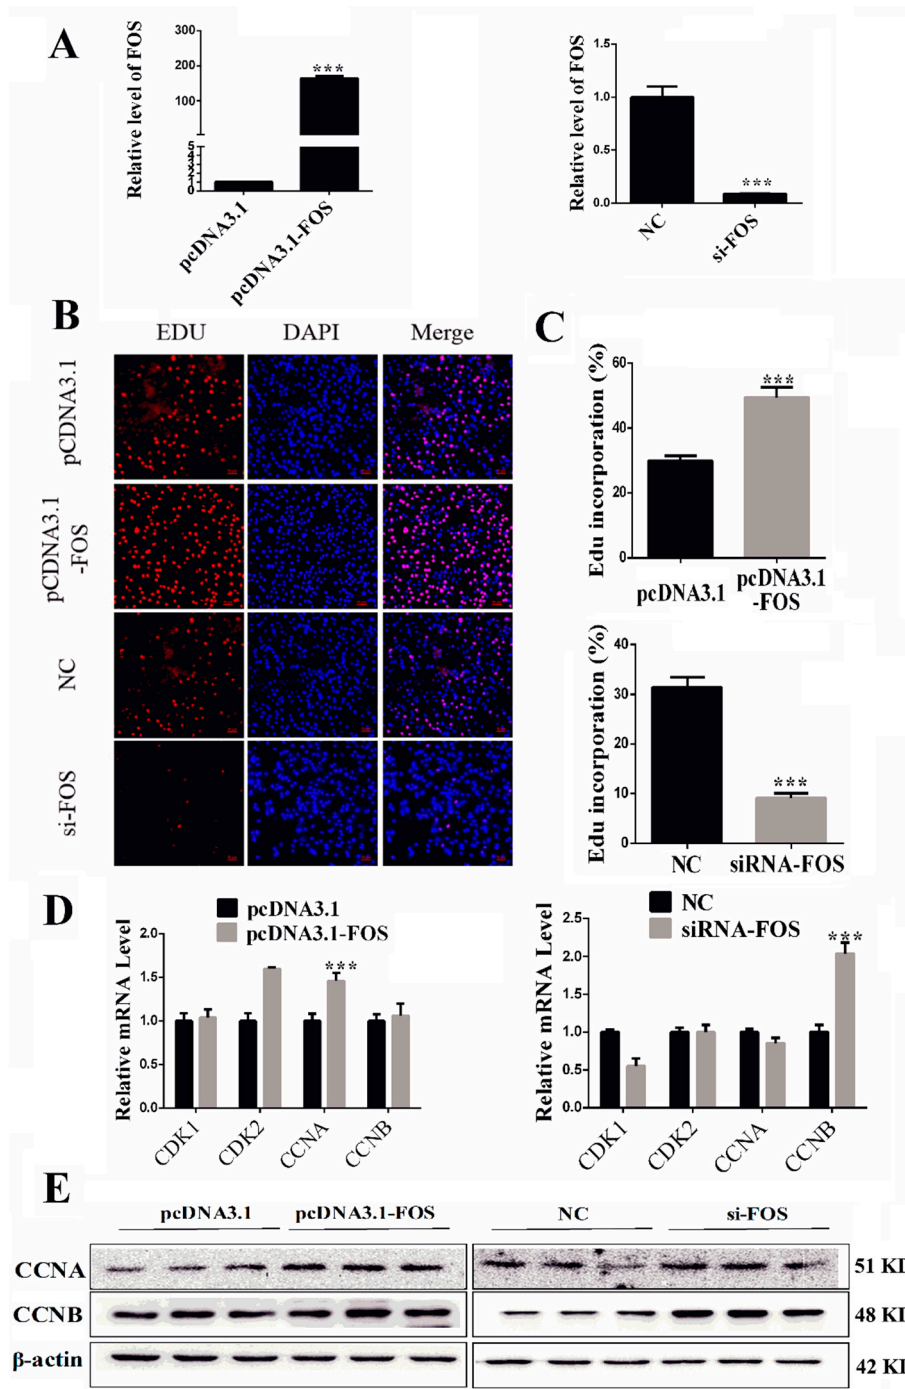 A
Relative level of FOS
300
200
100
5
4
3
2
1
0
***
pcDNA3.1
pcDNA3.1-FOS
Relative level of FOS
1.5
1.0
0.5
0.0
***
NC
si-FOS
B
EDU DAPI Merge
pCDNA3.1
pCDNA3.1
-FOS
NC
si-FOS
C
Edu incorporation (%)
60
40
20
0
***
pcDNA3.1
pcDNA3.1
-FOS
Edu incorporation (%)
40
30
20
10
0
***
NC
siRNA-FOS
D
pcDNA3.1
pcDNA3.1-FOS
Relative mRNA Level
2.0
1.5
1.0
0.5
0.0
***
CDK1
CDK2
CCNA
CCNB
NC
siRNA-FOS
Relative mRNA Level
2.5
2.0
1.5
1.0
0.5
0.0
***
CDK1
CDK2
CCNA
CCNB
E
pcDNA3.1 pcDNA3.1-FOS NC si-FOS
CCNA 51 KD
CCNB 48 KD
β-actin 42 KD